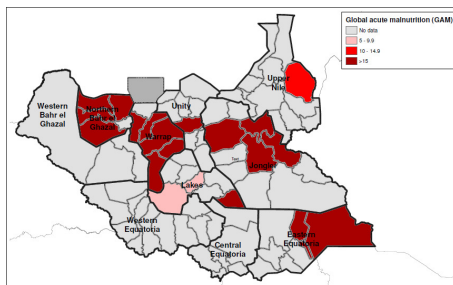 Global acute malnutrition (GAM)
No data
5 - 9.9
10 - 14.9
>15
Upper
Nile
Western
Bahr el
Ghazal
Northern
Bahr el
Ghazal
Unity
Warrap
Jonglei
Lakes
Western
Equatoria
Central
Equatoria
Eastern
Equatoria